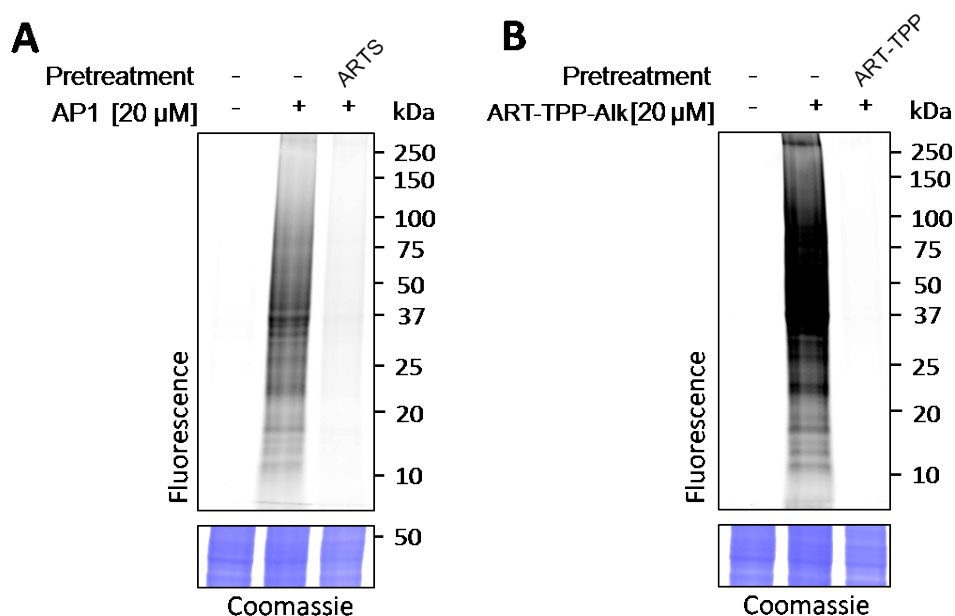 A
Pretreatment - - ARTS
AP1 [20 µM] - + + kDa
250
150
100
75
50
37
25
20
10
Fluorescence
50
Coomassie
B
Pretreatment - - ART-TPP
ART-TPP-Alk[20 µM] - + + kDa
250
150
100
75
50
37
25
20
10
Fluorescence
Coomassie